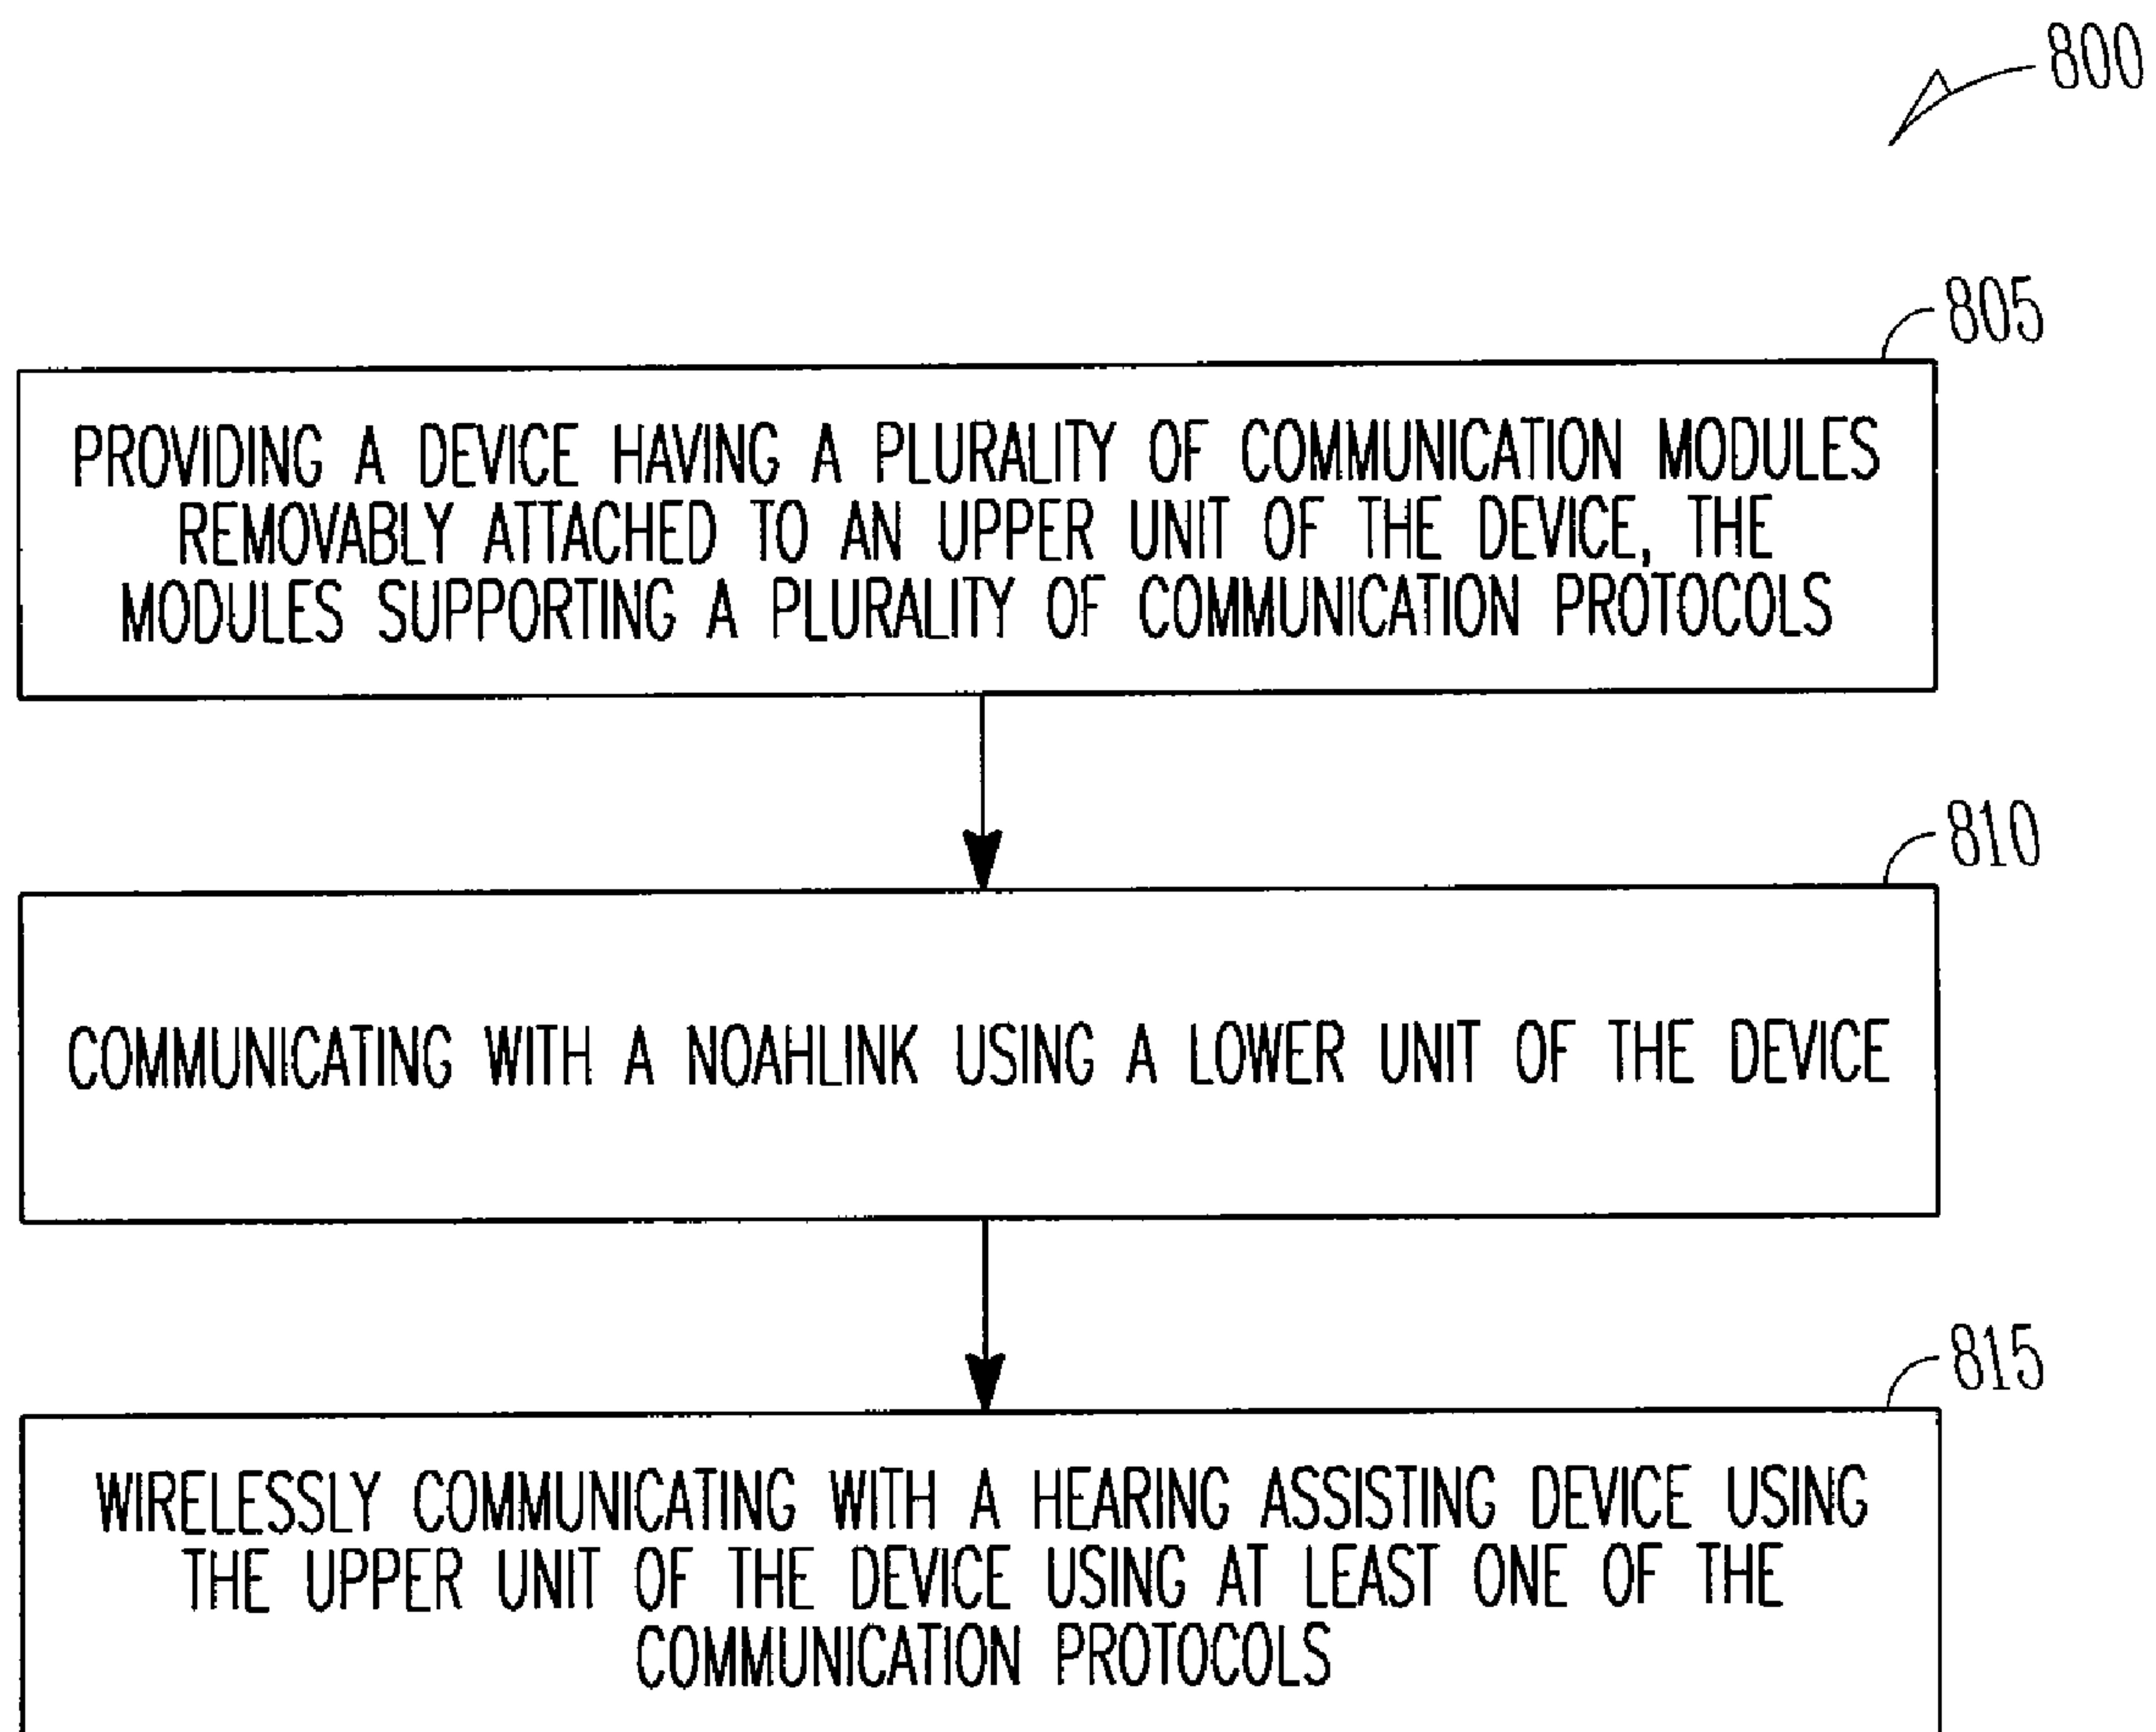 800
805
PROVIDING A DEVICE HAVING A PLURALITY OF COMMUNICATION MODULES
REMOVABLY ATTACHED TO AN UPPER UNIT OF THE DEVICE, THE
MODULES SUPPORTING A PLURALITY OF COMMUNICATION PROTOCOLS
810
COMMUNICATING WITH A NOAHLINK USING A LOWER UNIT OF THE DEVICE
815
WIRELESSLY COMMUNICATING WITH A HEARING ASSISTING DEVICE USING
THE UPPER UNIT OF THE DEVICE USING AT LEAST ONE OF THE
COMMUNICATION PROTOCOLS